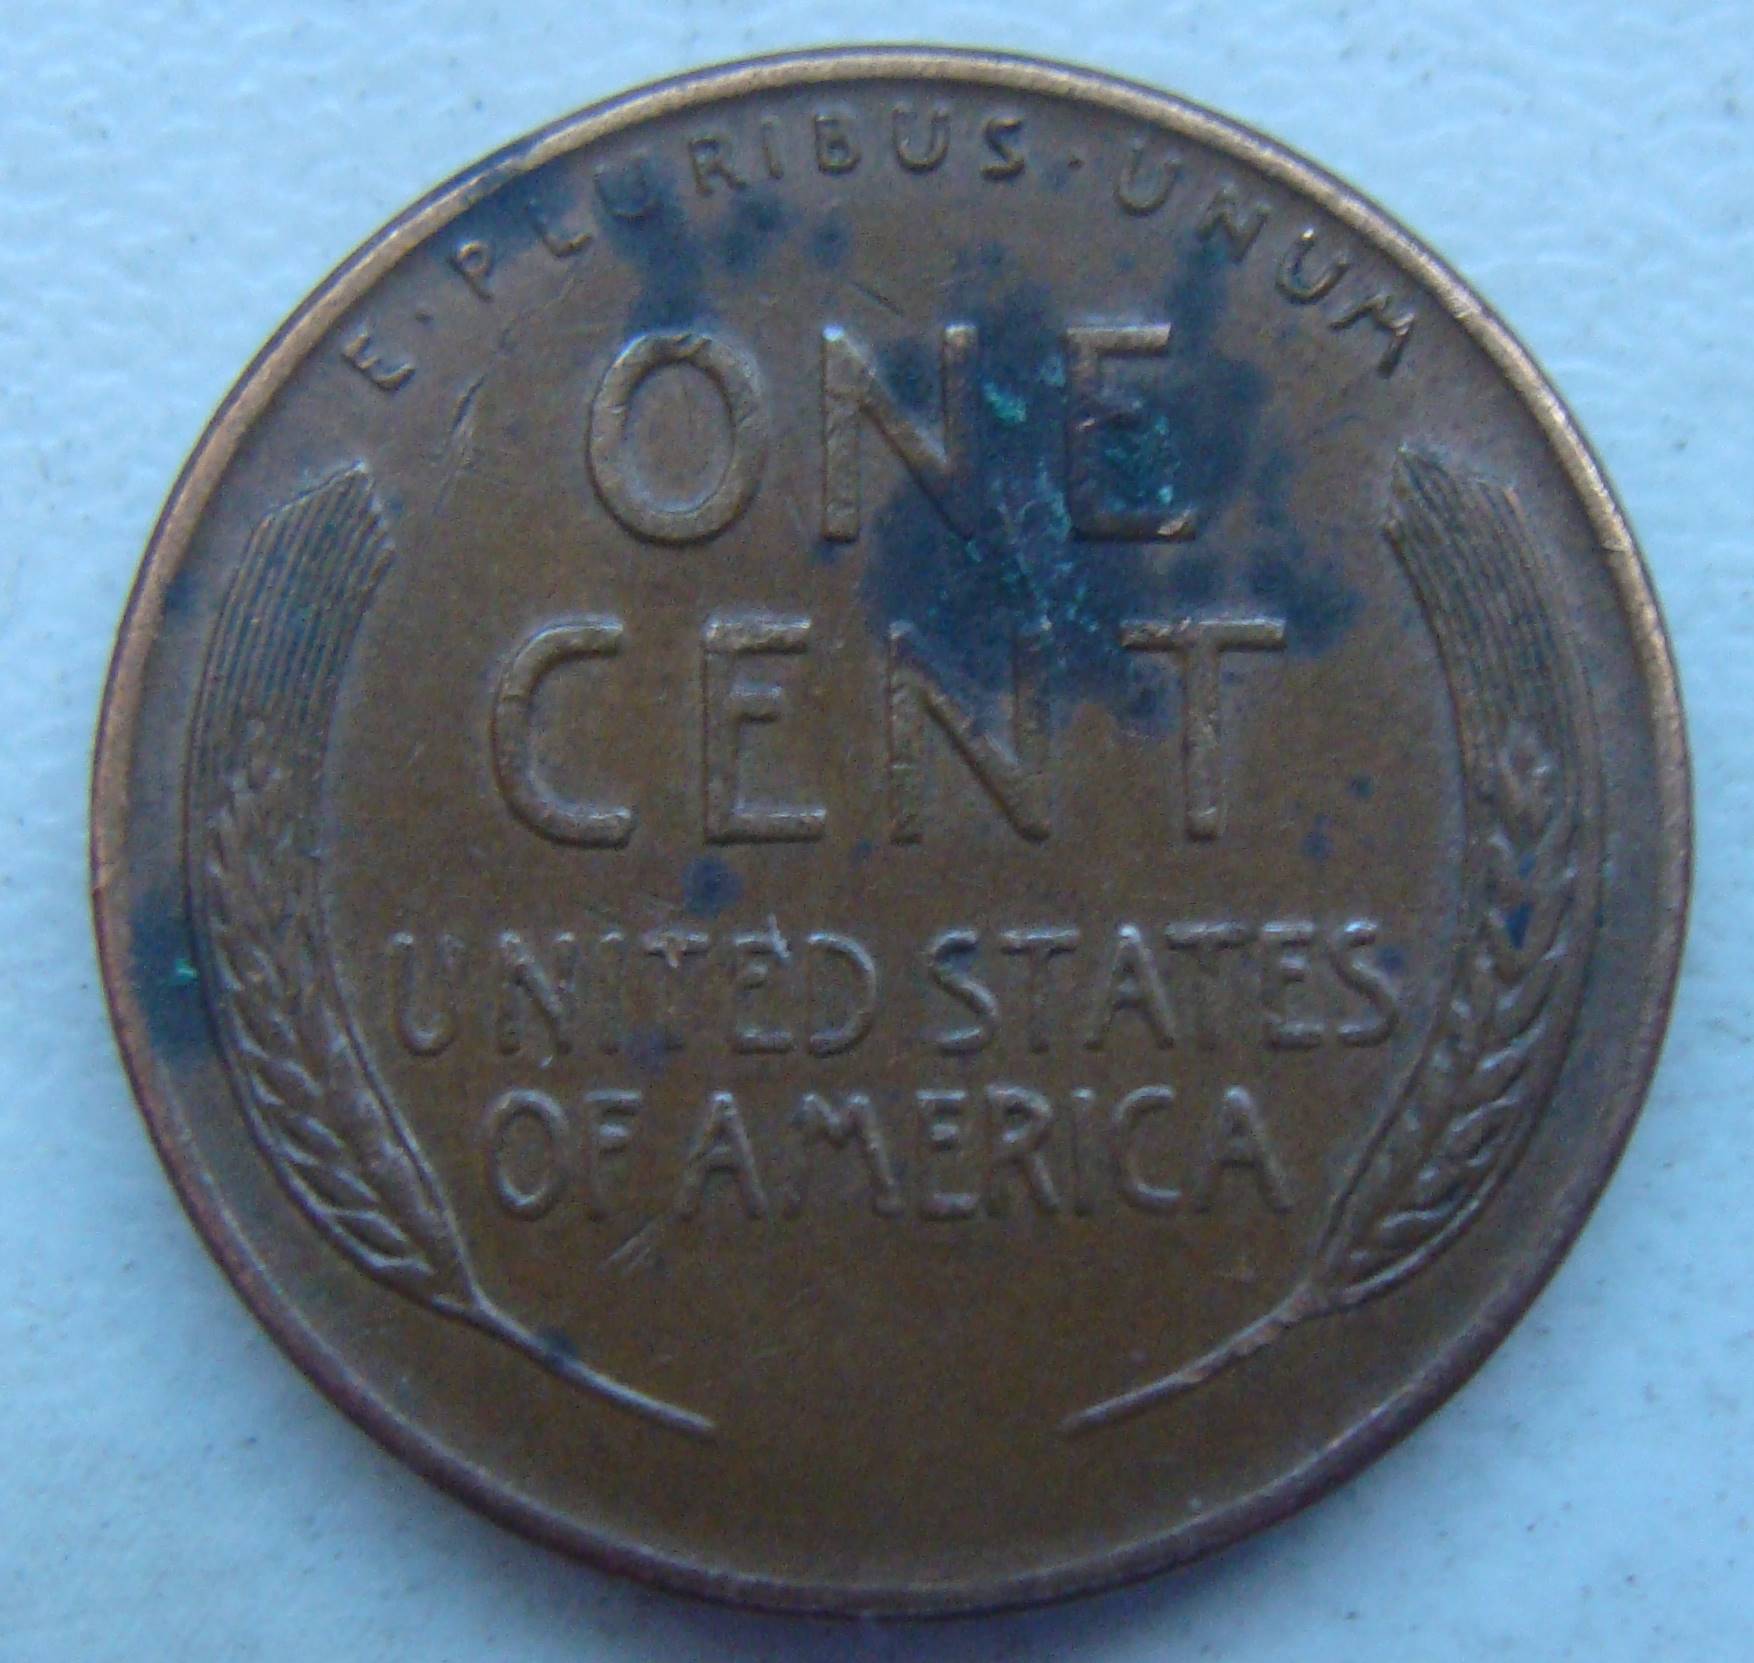 E · PLURIBUS · UNUM
ONE
CENT
UNITED STATES
OF AMERICA